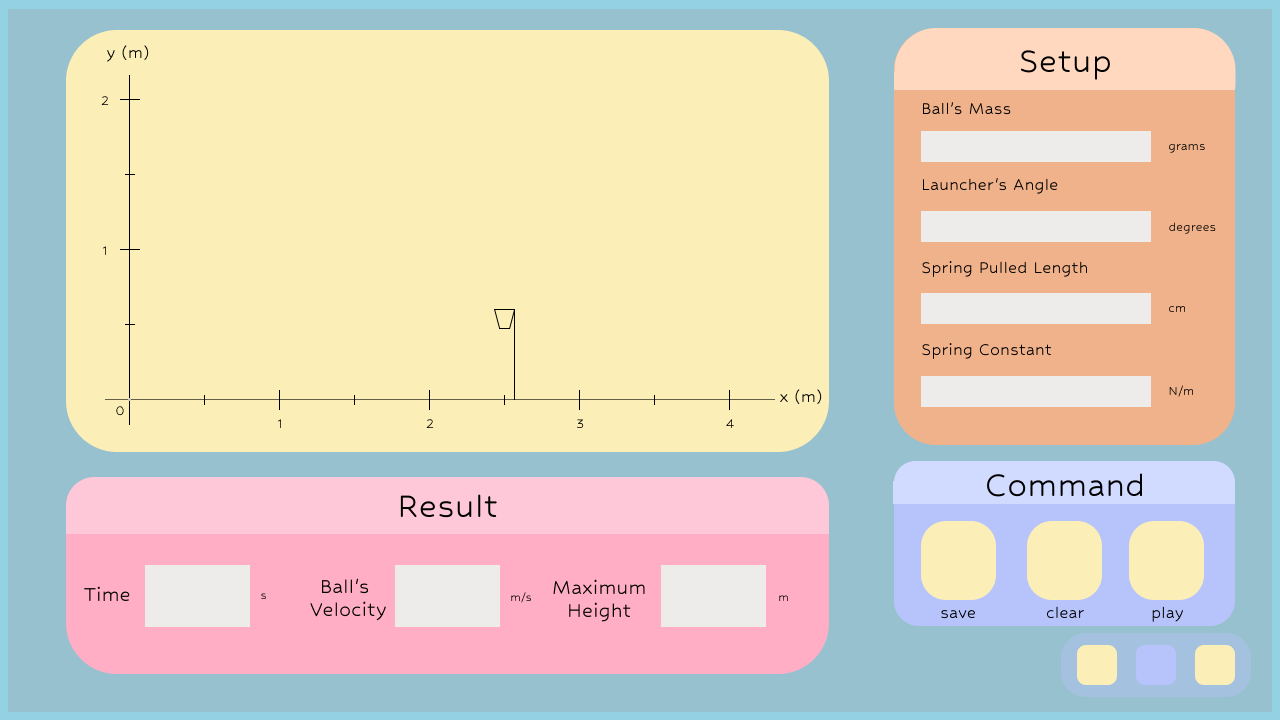 y (m)
2
1
0
1
2
3
4
x (m)
Setup
Ball's Mass
grams
Launcher's Angle
degrees
Spring Pulled Length
cm
Spring Constant
N/m
Result
Time
s
Ball's
Velocity
m/s
Maximum
Height
m
Command
save
clear
play